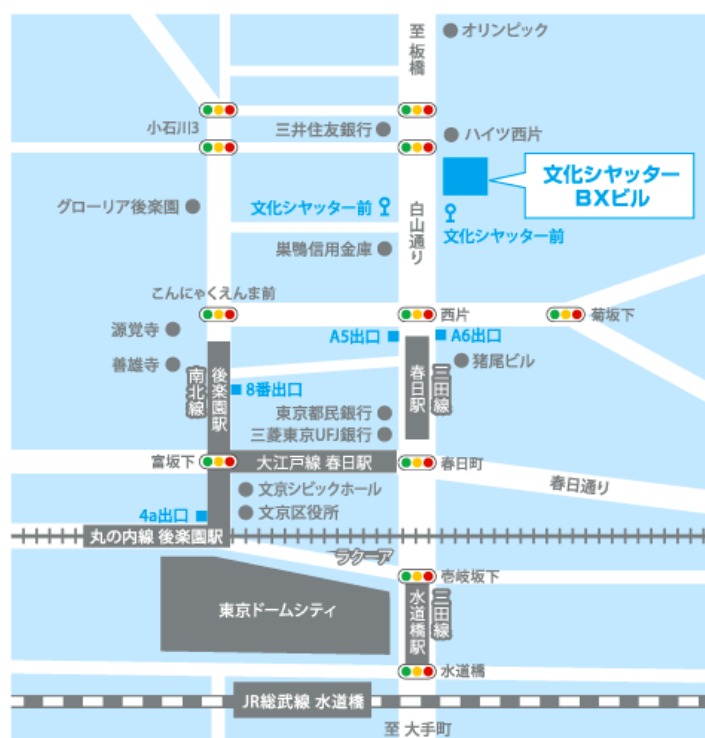 至板橋
オリンピック
小石川3
三井住友銀行
ハイツ西片
文化シヤッター
BXビル
グローリア後楽園
文化シヤッター前
白山通り
文化シヤッター前
巣鴨信用金庫
こんにゃくえんま前
源覚寺
A5出口
西片
A6出口
菊坂下
善雄寺
南北線
後楽園駅
8番出口
春日駅
三田線
猪尾ビル
東京都民銀行
三菱東京UFJ銀行
富坂下
大江戸線 春日駅
春日町
春日通り
文京シビックホール
4a出口
文京区役所
丸の内線 後楽園駅
ラクーア
壱岐坂下
東京ドームシティ
水道橋駅
三田線
水道橋
JR総武線 水道橋
至 大手町